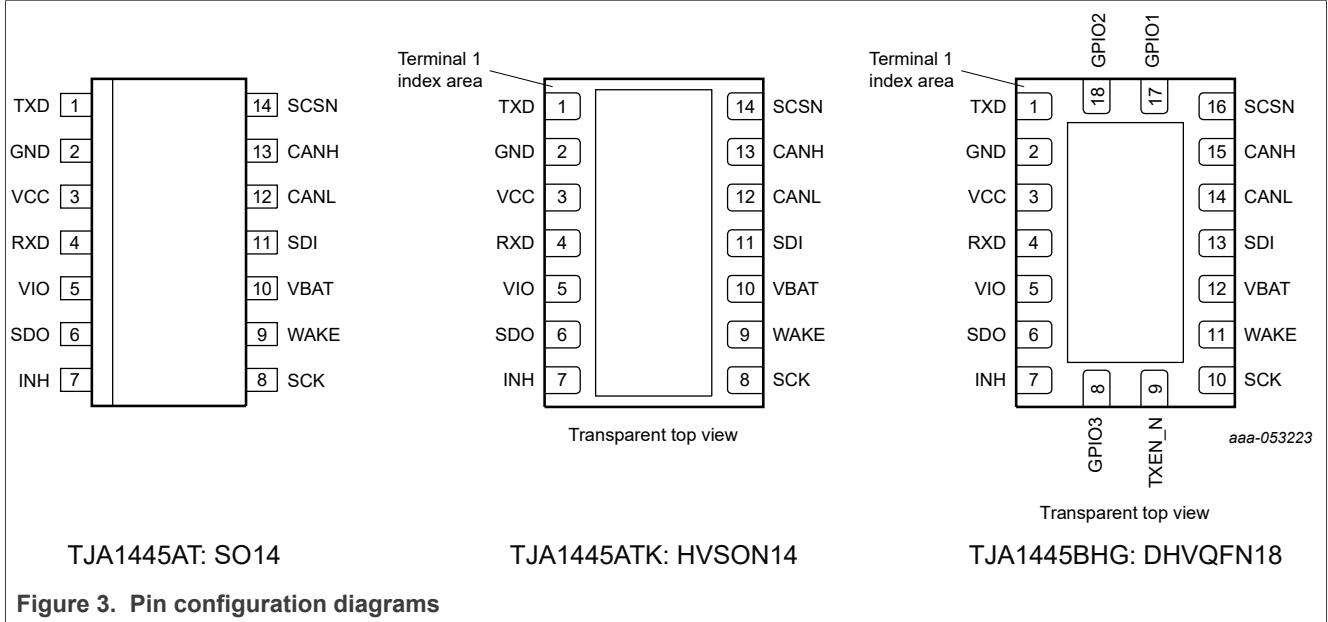 TXD 1 14 SCSN
GND 2 13 CANH
VCC 3 12 CANL
RXD 4 11 SDI
VIO 5 10 VBAT
SDO 6 9 WAKE
INH 7 8 SCK
TJA1445AT: SO14
Terminal 1
index area
TXD 1 14 SCSN
GND 2 13 CANH
VCC 3 12 CANL
RXD 4 11 SDI
VIO 5 10 VBAT
SDO 6 9 WAKE
INH 7 8 SCK
Transparent top view
TJA1445ATK: HVSON14
Terminal 1
index area
GPIO2 GPIO1
18 17
TXD 1 16 SCSN
GND 2 15 CANH
VCC 3 14 CANL
RXD 4 13 SDI
VIO 5 12 VBAT
SDO 6 11 WAKE
INH 7 10 SCK
8 9
GPIO3 TXEN_N
aaa-053223
Transparent top view
TJA1445BHG: DHVQFN18
Figure 3. Pin configuration diagrams